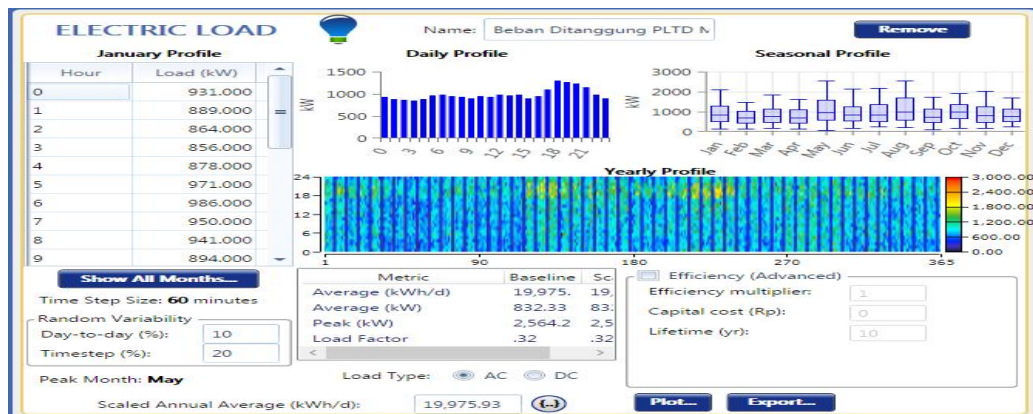 ELECTRIC LOAD
Name: Beban Ditanggung PLTD M
Remove
January Profile
Hour Load (kW)
0 931.000
1 889.000
2 864.000
3 856.000
4 878.000
5 971.000
6 986.000
7 950.000
8 941.000
9 894.000
Daily Profile
1500
1000
500
0
kW
0 3 6 9 12 15 18 21
Seasonal Profile
3000
2000
1000
0
kW
Jan Feb Mar Apr May Jun Jul Aug Sep Oct Nov Dec
Yearly Profile
24
18
12
6
0
1 90 180 270 365
3,000.00
2,400.00
1,800.00
1,200.00
600.00
0.00
Show All Months...
Time Step Size: 60 minutes
Random Variability
Day-to-day (%): 10
Timestep (%): 20
Peak Month: May
Metric Baseline Sc
Average (kWh/d) 19,975. 19,
Average (kW) 832.33 83
Peak (kW) 2,564.2 2,5
Load Factor .32 .32
Load Type: AC DC
Efficiency (Advanced)
Efficiency multiplier: 1
Capital cost (Rp): 0
Lifetime (yr): 10
Scaled Annual Average (kWh/d): 19,975.93 {..}
Plot... Export...